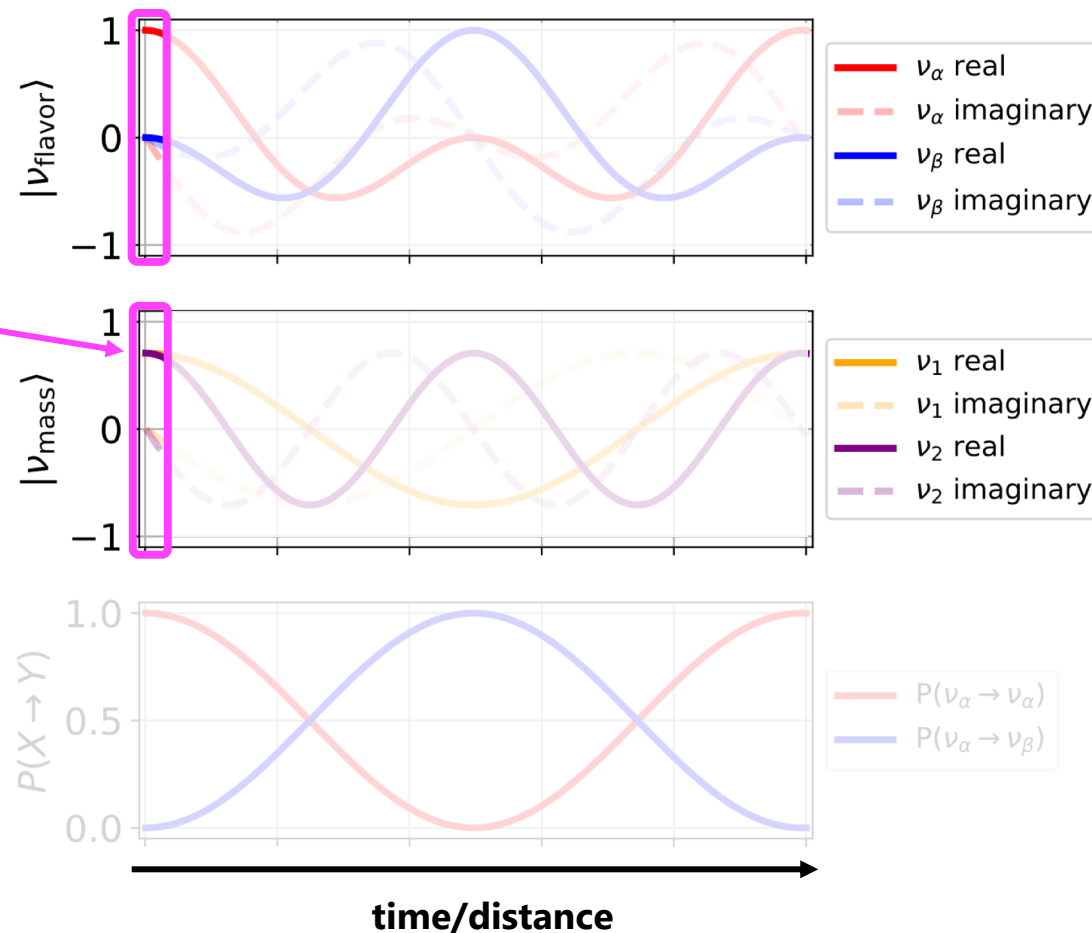 1
0
−1
|ν_flavor⟩
ν_α real
ν_α imaginary
ν_β real
ν_β imaginary
1
0
−1
|ν_mass⟩
ν_1 real
ν_1 imaginary
ν_2 real
ν_2 imaginary
1.0
0.5
0.0
P(X → Y)
P(ν_α → ν_α)
P(ν_α → ν_β)
time/distance